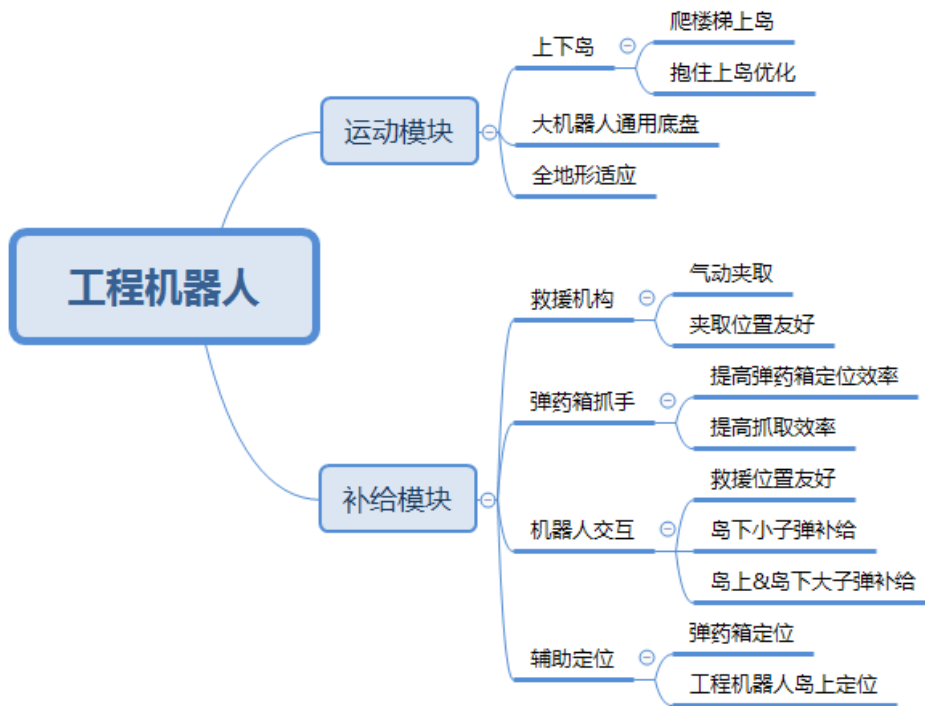 工程机器人
运动模块
上下岛
爬楼梯上岛
抱住上岛优化
大机器人通用底盘
全地形适应
补给模块
救援机构
气动夹取
夹取位置友好
弹药箱抓手
提高弹药箱定位效率
提高抓取效率
机器人交互
救援位置友好
岛下小子弹补给
岛上&岛下大子弹补给
辅助定位
弹药箱定位
工程机器人岛上定位